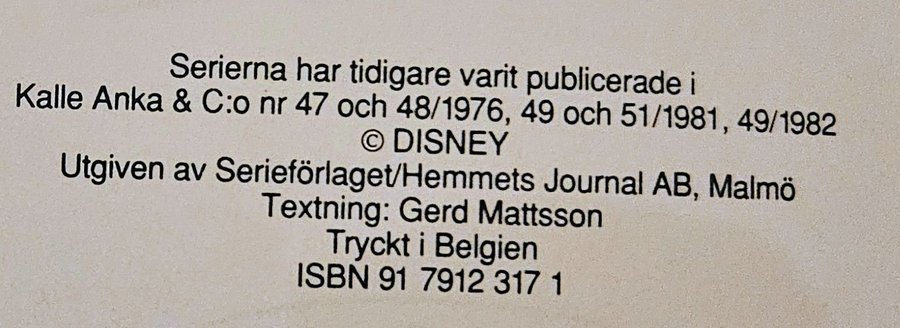 Serierna har tidigare varit publicerade i
Kalle Anka & C:o nr 47 och 48/1976, 49 och 51/1981, 49/1982
© DISNEY
Utgiven av Serieförlaget/Hemmets Journal AB, Malmö
Textning: Gerd Mattsson
Tryckt i Belgien
ISBN 91 7912 317 1